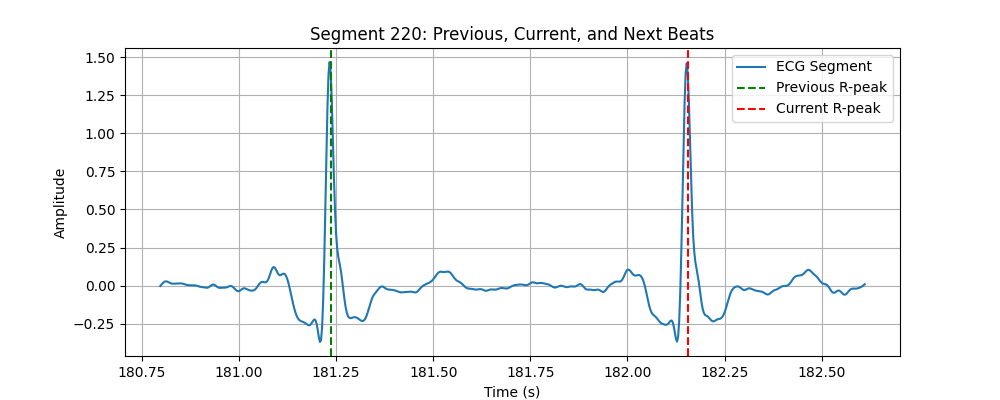 Segment 220: Previous, Current, and Next Beats
1.50
1.25
1.00
0.75
0.50
0.25
0.00
−0.25
Amplitude
ECG Segment
Previous R-peak
Current R-peak
180.75 181.00 181.25 181.50 181.75 182.00 182.25 182.50
Time (s)